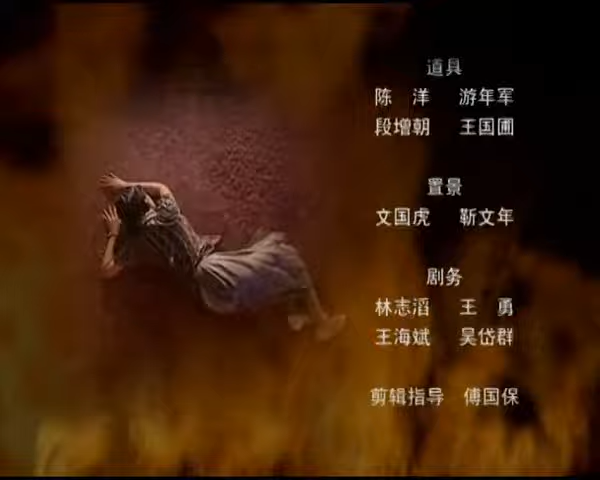 道具
陈 洋 游年军
段增朝 王国圃
置景
文国虎 靳文年
剧务
林志滔 王 勇
王海斌 吴岱群
剪辑指导 傅国保